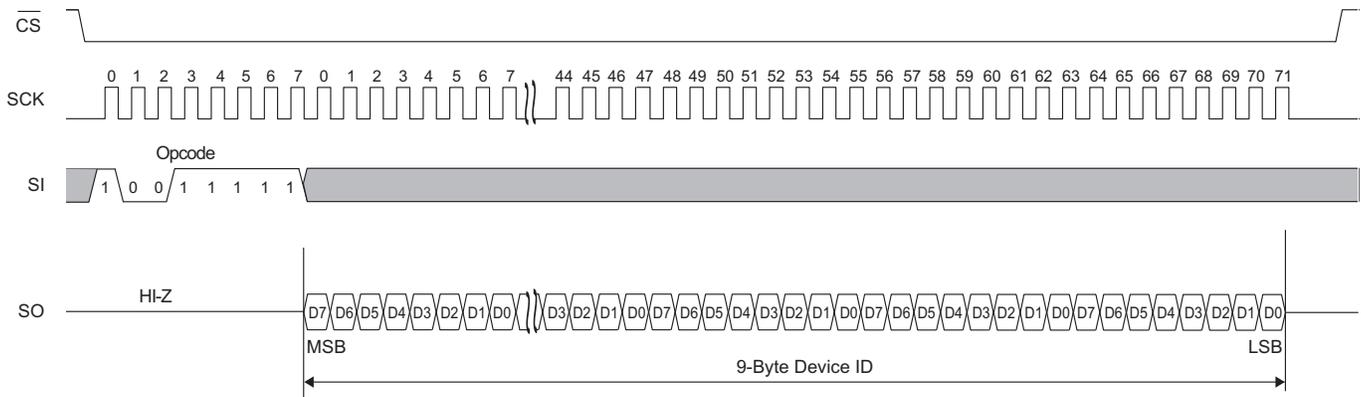 CS
0 1 2 3 4 5 6 7 0 1 2 3 4 5 6 7 44 45 46 47 48 49 50 51 52 53 54 55 56 57 58 59 60 61 62 63 64 65 66 67 68 69 70 71
SCK
Opcode
SI 1 0 0 1 1 1 1 1
HI-Z
SO D7 D6 D5 D4 D3 D2 D1 D0 D3 D2 D1 D0 D7 D6 D5 D4 D3 D2 D1 D0 D7 D6 D5 D4 D3 D2 D1 D0 D7 D6 D5 D4 D3 D2 D1 D0
MSB LSB
9-Byte Device ID